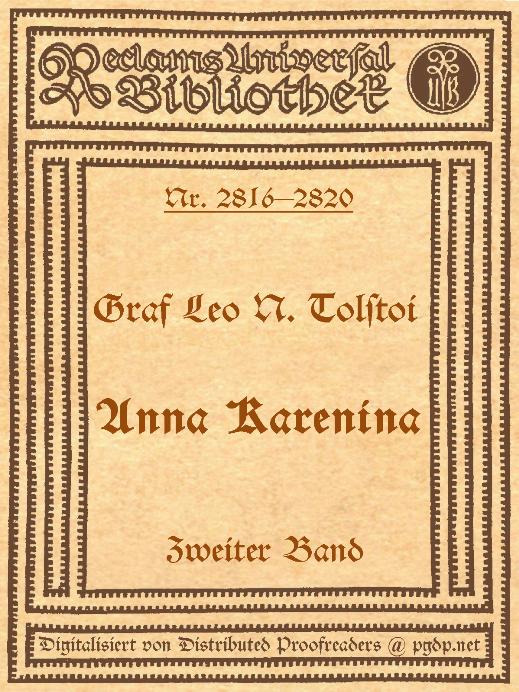 Reclams Universal
Bibliothek
UB
Nr. 2816–2820
Graf Leo N. Tolstoi
Anna Karenina
Zweiter Band
Digitalisiert von Distributed Proofreaders @ pgdp.net